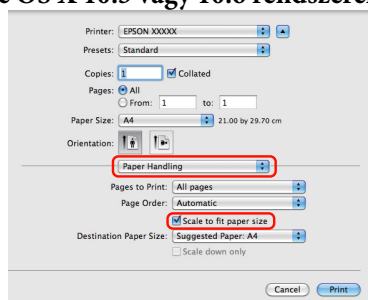 OS X 10.5 vagy 10.6
Printer: EPSON XXXXX
Presets: Standard
Copies: 1 Collated
Pages: All
From: 1 to: 1
Paper Size: A4 21.00 by 29.70 cm
Orientation:
Paper Handling
Pages to Print: All pages
Page Order: Automatic
Scale to fit paper size
Destination Paper Size: Suggested Paper: A4
Scale down only
Cancel Print